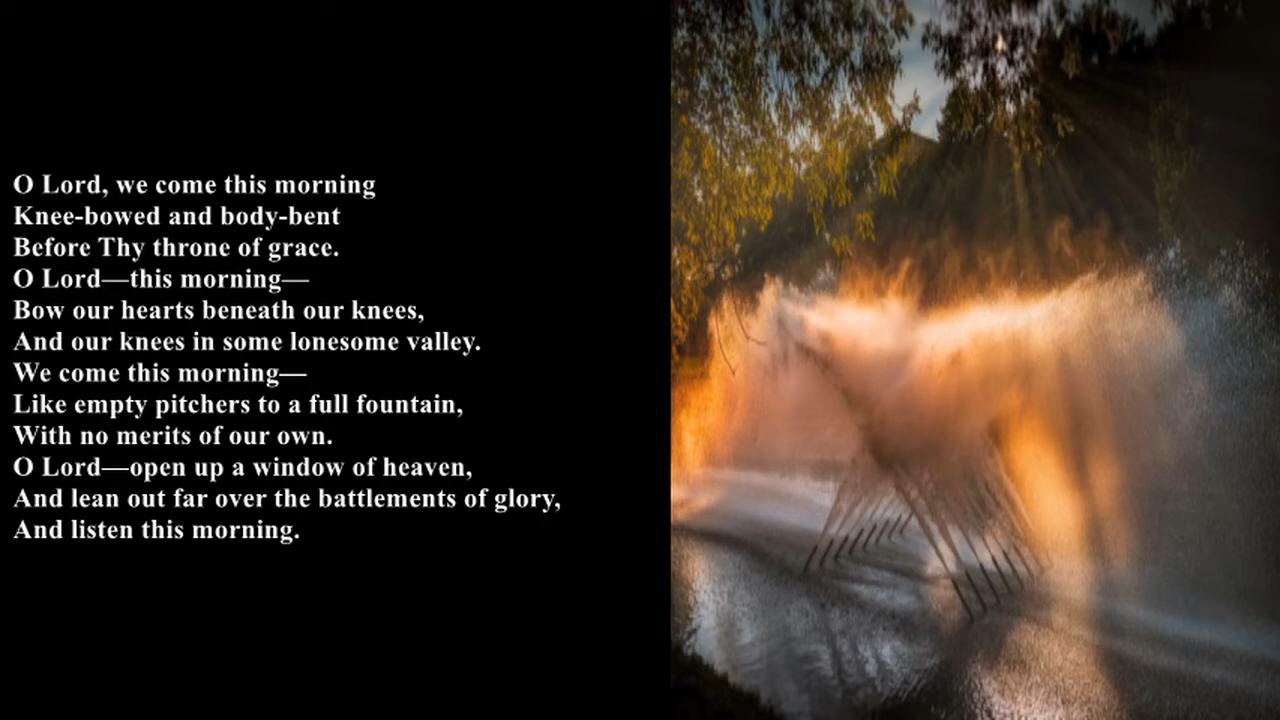 O Lord, we come this morning
Knee-bowed and body-bent
Before Thy throne of grace.
O Lord—this morning—
Bow our hearts beneath our knees,
And our knees in some lonesome valley.
We come this morning—
Like empty pitchers to a full fountain,
With no merits of our own.
O Lord—open up a window of heaven,
And lean out far over the battlements of glory,
And listen this morning.